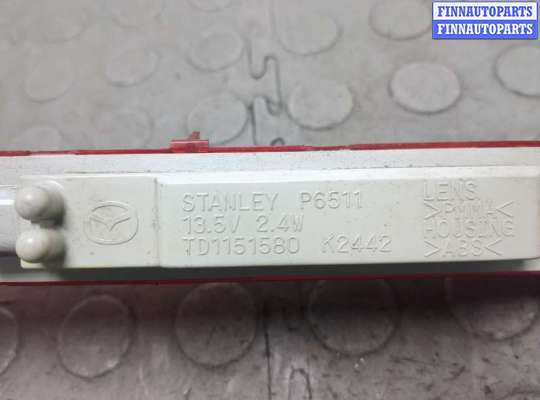 FINNAUTOPARTS
FINNAUTOPARTS
STANLEY P6511
13.5V 2.4W
TD1151580 K2442
LENS
>PMMA<
HOUSING
>ABS<